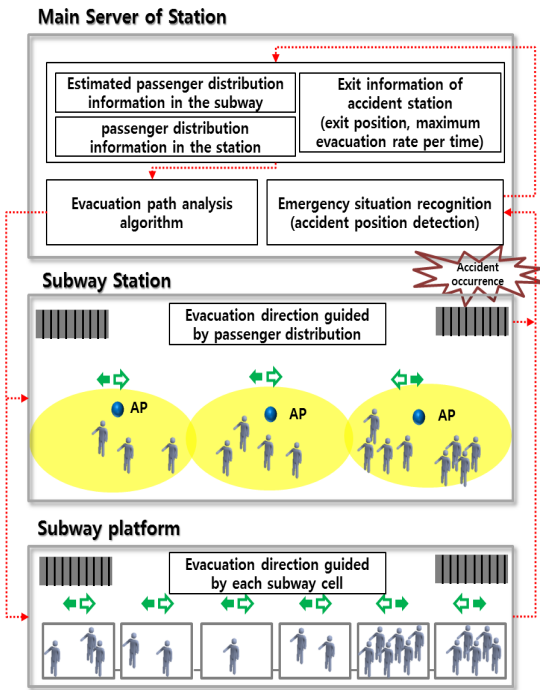 Main Server of Station
Estimated passenger distribution
information in the subway
passenger distribution
information in the station
Exit information of
accident station
(exit position, maximum
evacuation rate per time)
Evacuation path analysis
algorithm
Emergency situation recognition
(accident position detection)
Accident
occurrence
Subway Station
Evacuation direction guided
by passenger distribution
AP
AP
AP
Subway platform
Evacuation direction guided
by each subway cell